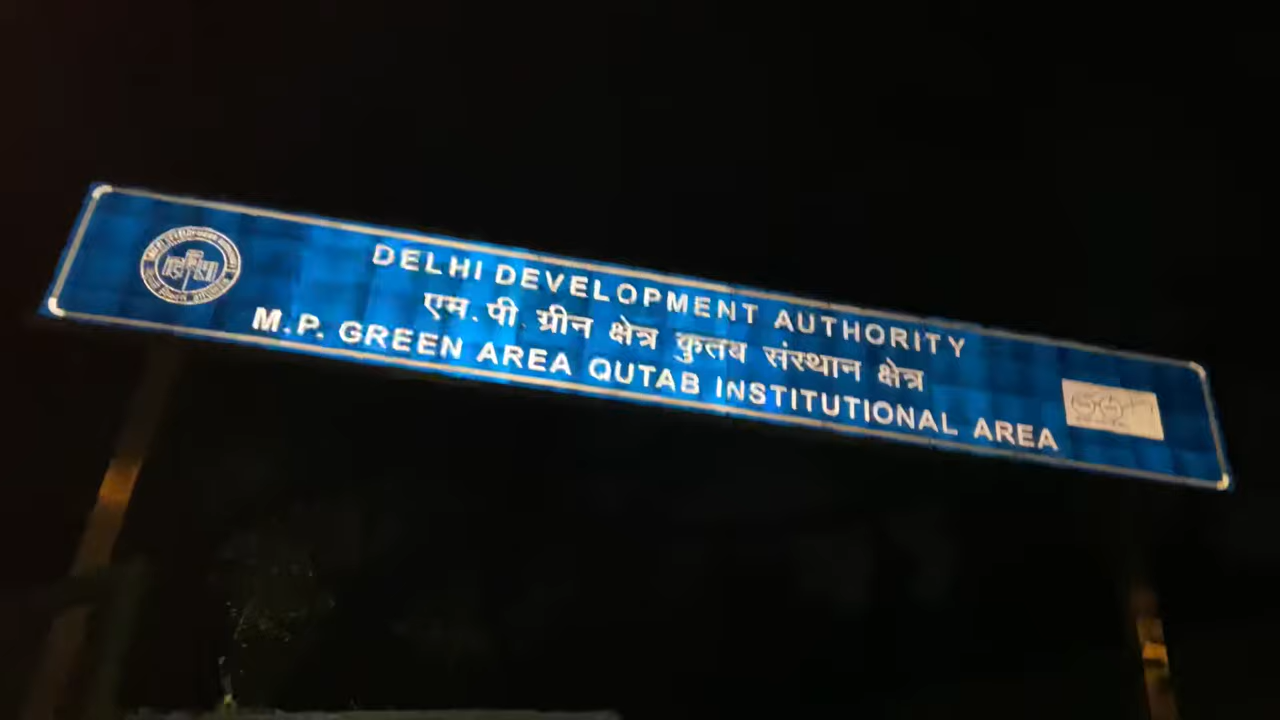 DELHI DEVELOPMENT AUTHORITY
एम.पी. ग्रीन क्षेत्र कुतब संस्थान क्षेत्र
M.P. GREEN AREA QUTAB INSTITUTIONAL AREA